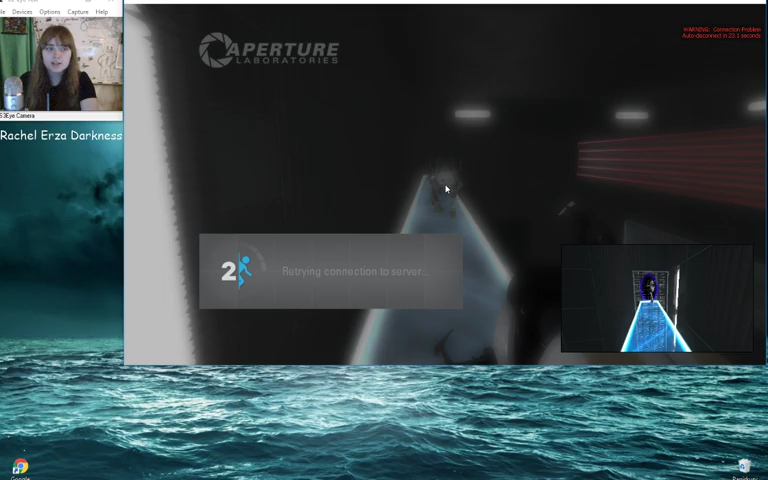 Devices Options Capture Help
Camera
Rachel Erza Darkness
APERTURE
LABORATORIES
WARNING: Connection Problem
Auto-disconnect in 23.1 seconds
2
Retrying connection to server...